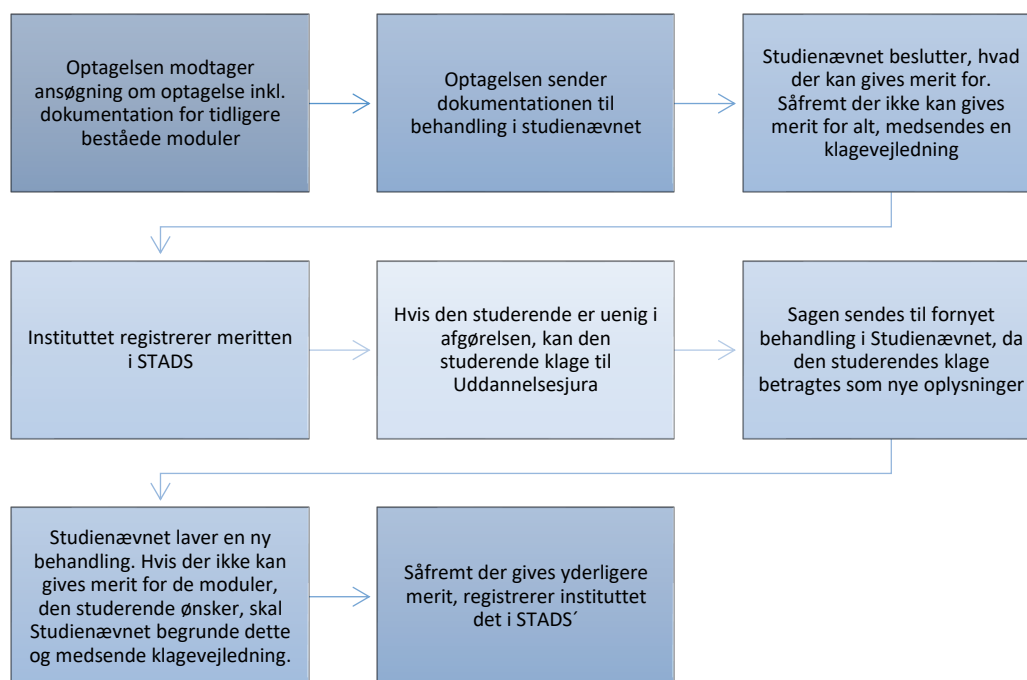 Optagelsen modtager
ansøgning om optagelse inkl.
dokumentation for tidligere
beståede moduler
Optagelsen sender
dokumentationen til
behandling i studienævnet
Studienævnet beslutter, hvad
der kan gives merit for.
Såfremt der ikke kan gives
merit for alt, medsendes en
klagevejledning
Instituttet registrerer meritten
i STADS
Hvis den studerende er uenig i
afgørelsen, kan den
studerende klage til
Uddannelsesjura
Sagen sendes til fornyet
behandling i Studienævnet, da
den studerendes klage
betragtes som nye oplysninger
Studienævnet laver en ny
behandling. Hvis der ikke kan
gives merit for de moduler,
den studerende ønsker, skal
Studienævnet begrunde dette
og medsende klagevejledning.
Såfremt der gives yderligere
merit, registrerer instituttet
det i STADS´